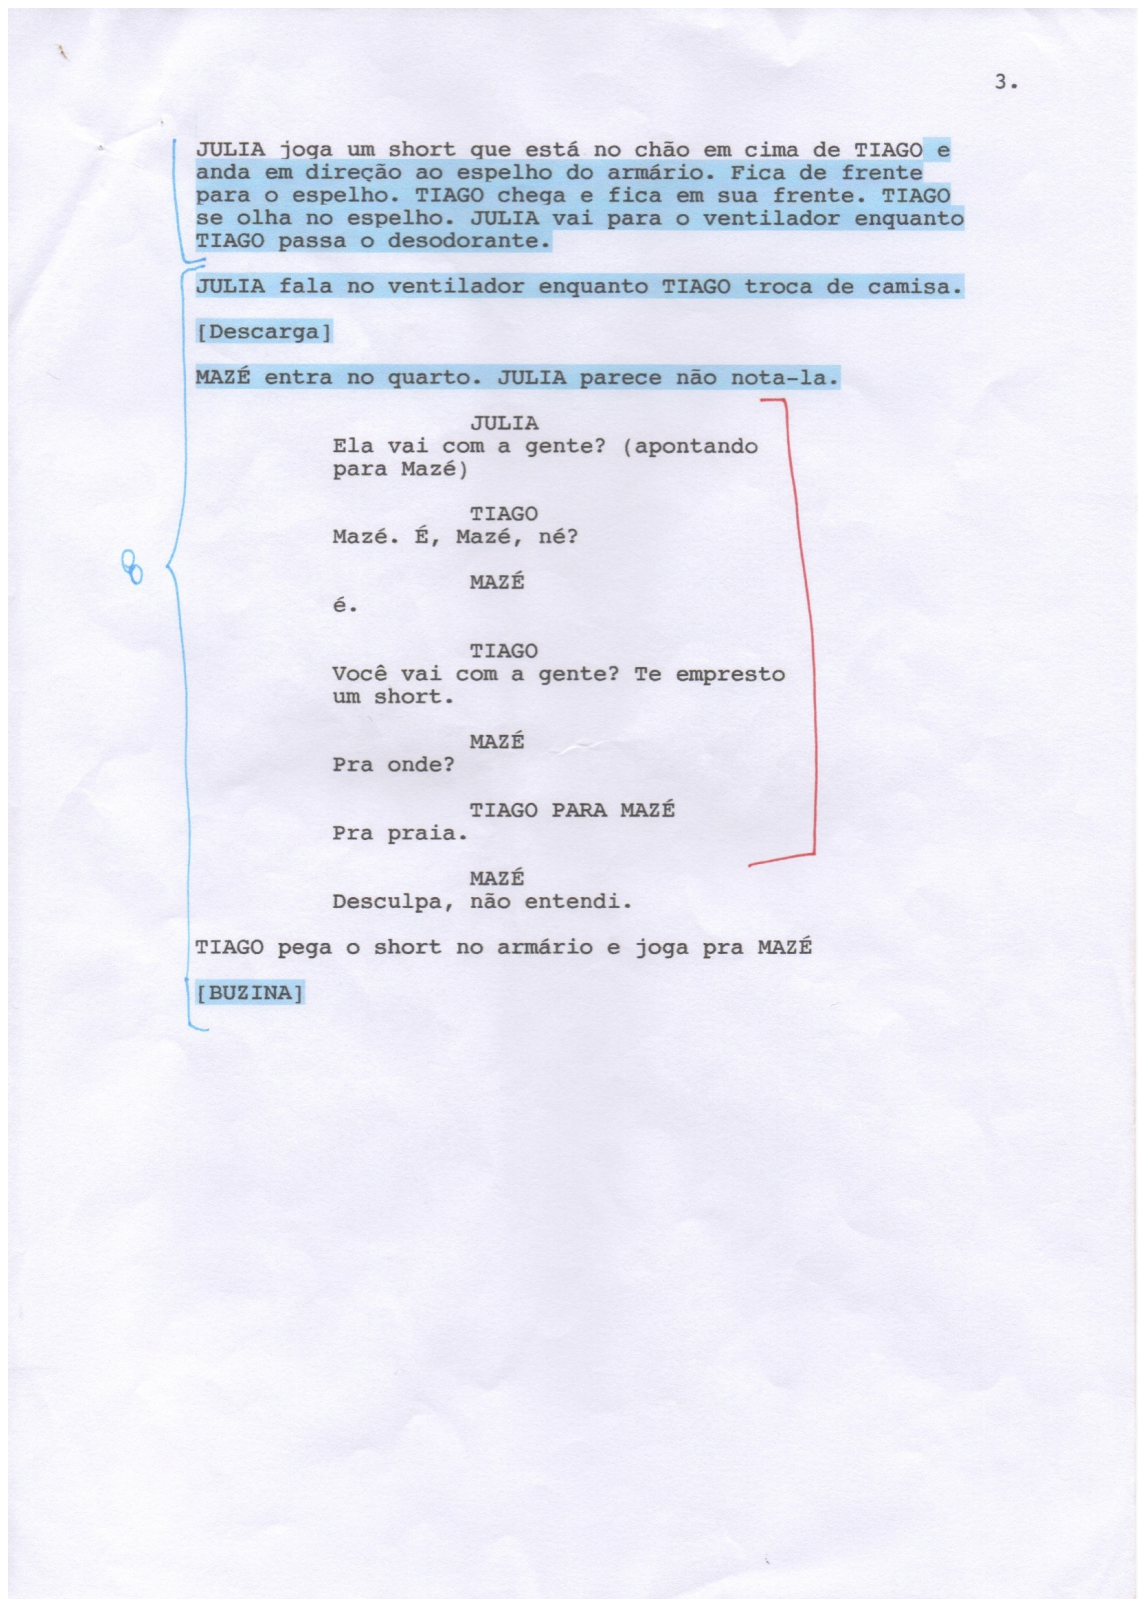 3.
JULIA joga um short que está no chão em cima de TIAGO e
anda em direção ao espelho do armário. Fica de frente
para o espelho. TIAGO chega e fica em sua frente. TIAGO
se olha no espelho. JULIA vai para o ventilador enquanto
TIAGO passa o desodorante.
JULIA fala no ventilador enquanto TIAGO troca de camisa.
[Descarga]
MAZÉ entra no quarto. JULIA parece não nota-la.
JULIA
Ela vai com a gente? (apontando
para Mazé)
TIAGO
Mazé. É, Mazé, né?
8
MAZÉ
é.
TIAGO
Você vai com a gente? Te empresto
um short.
MAZÉ
Pra onde?
TIAGO PARA MAZÉ
Pra praia.
MAZÉ
Desculpa, não entendi.
TIAGO pega o short no armário e joga pra MAZÉ
[BUZINA]